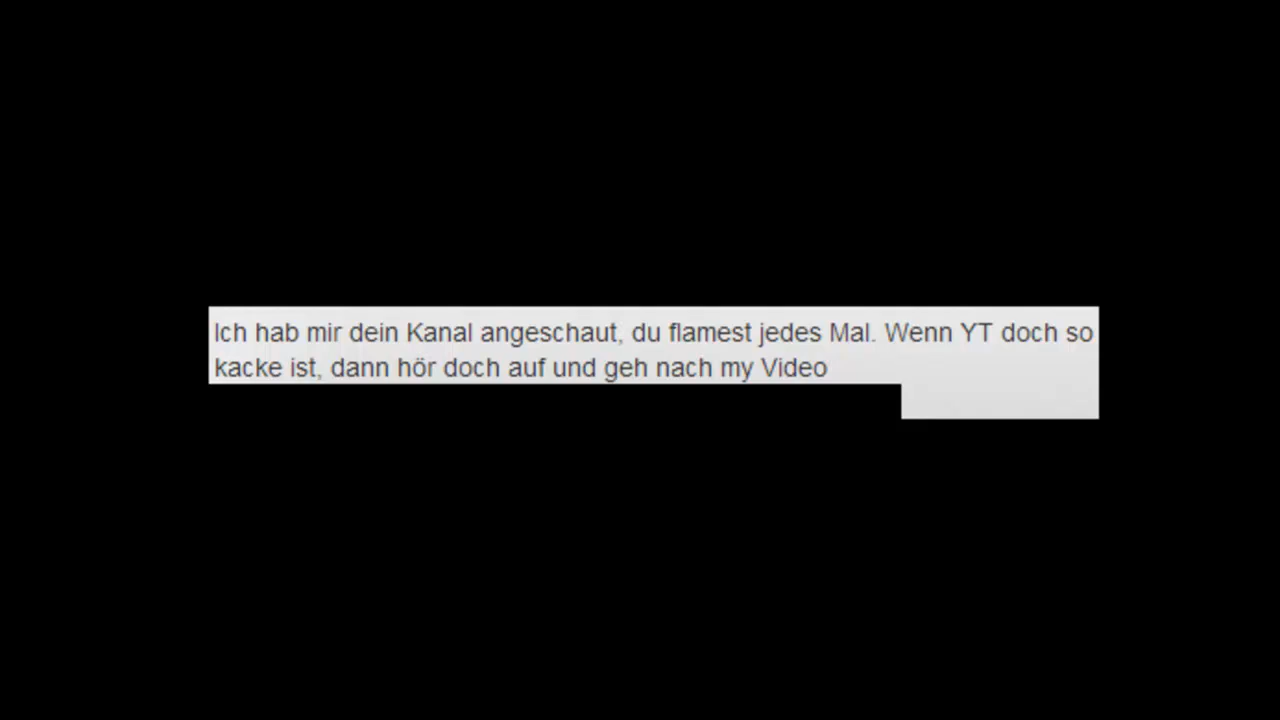 Ich hab mir dein Kanal angeschaut, du flamest jedes Mal. Wenn YT doch so
kacke ist, dann hör doch auf und geh nach my Video